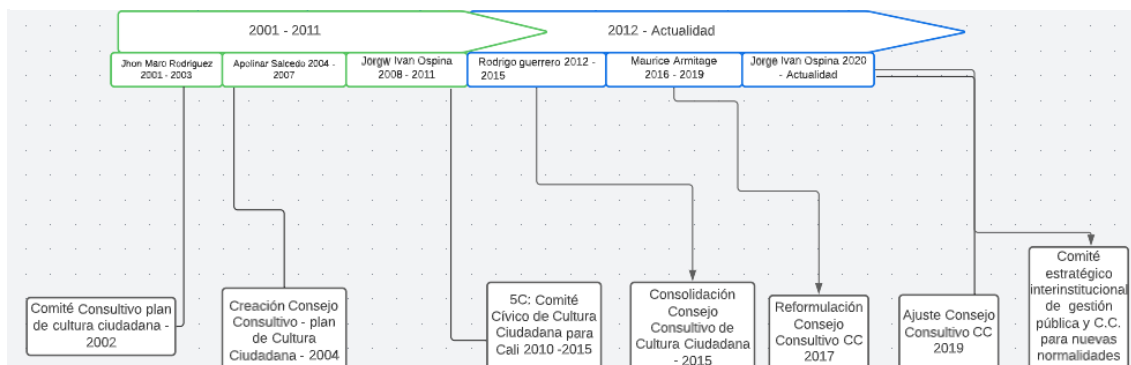 2001 - 2011
2012 - Actualidad
Jhon Maro Rodriguez
2001 - 2003
Apolinar Salcedo 2004 -
2007
Jorgw Ivan Ospina
2008 - 2011
Rodrigo guerrero 2012 -
2015
Maurice Armitage
2016 - 2019
Jorge Ivan Ospina 2020
- Actualidad
Comité Consultivo plan
de cultura ciudadana -
2002
Creación Consejo
Consultivo - plan
de Cultura
Ciudadana - 2004
5C: Comité
Cívico de Cultura
Ciudadana para
Cali 2010 -2015
Consolidación
Consejo
Consultivo de
Cultura Ciudadana
- 2015
Reformulación
Consejo
Consultivo CC
2017
Ajuste Consejo
Consultivo CC
2019
Comité
estratégico
interinstitucional
de gestión
pública y C.C.
para nuevas
normalidades